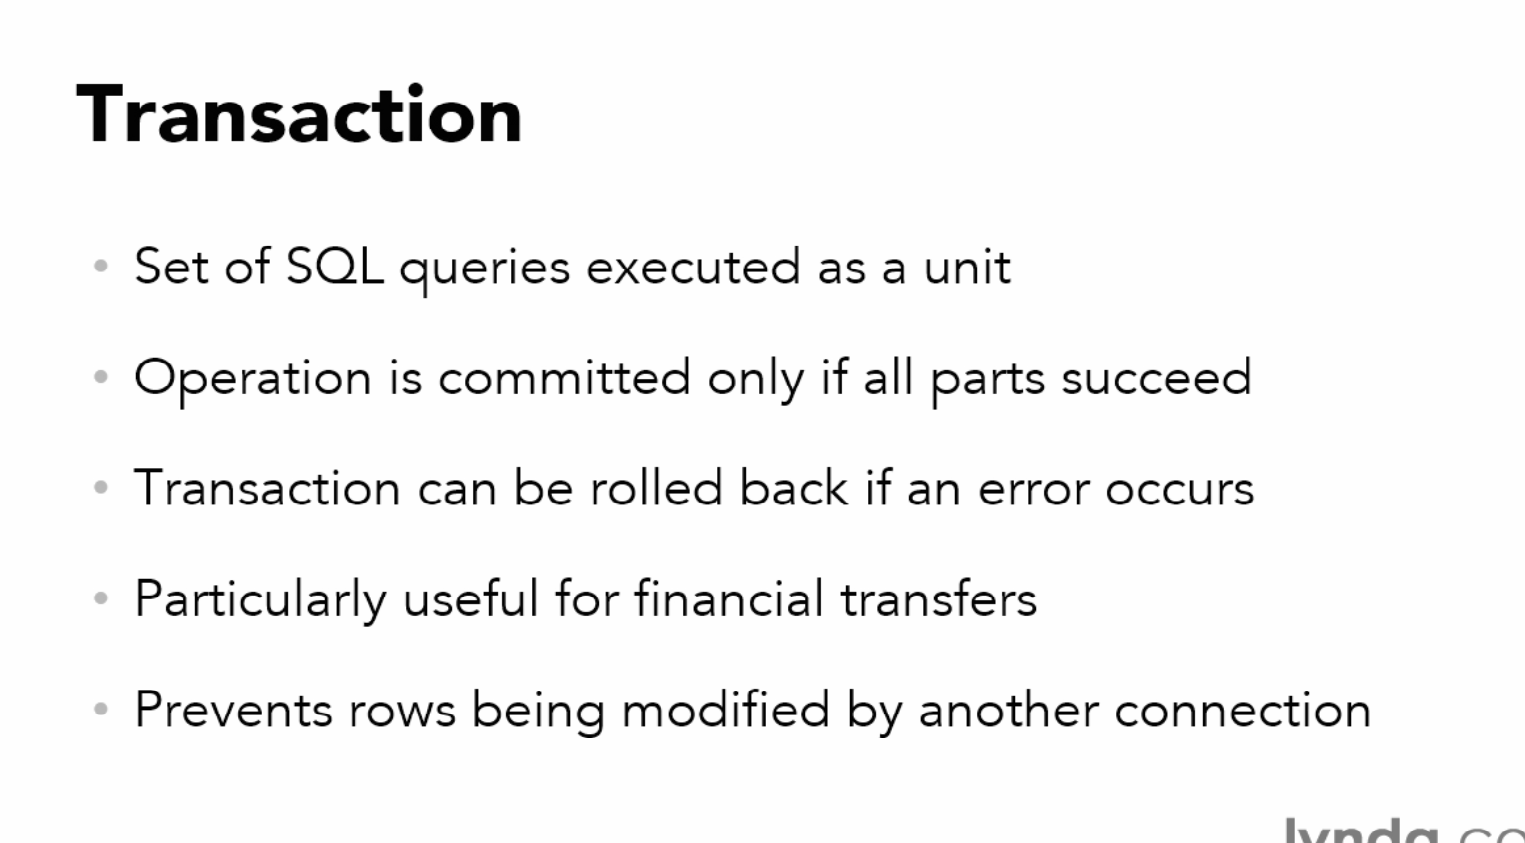 Transaction
• Set of SQL queries executed as a unit
• Operation is committed only if all parts succeed
• Transaction can be rolled back if an error occurs
• Particularly useful for financial transfers
• Prevents rows being modified by another connection
lynda.co